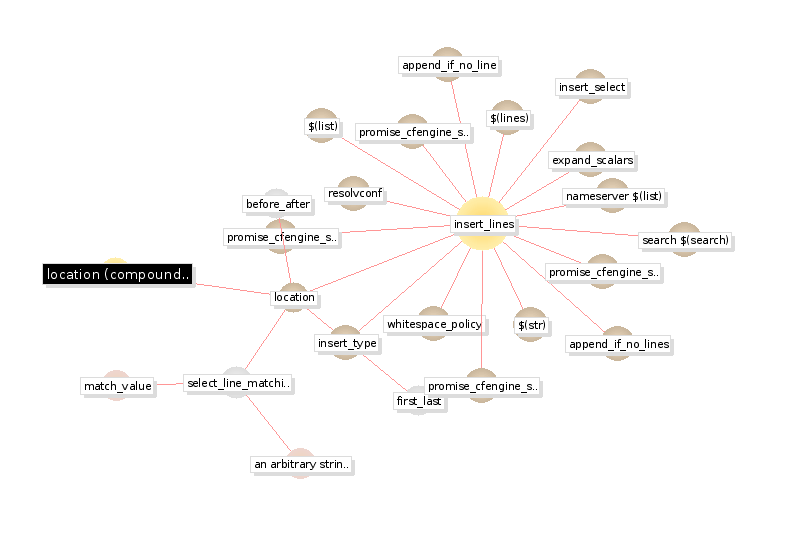 append_if_no_line
insert_select
$(list)
promise_cfengine_s..
$(lines)
expand_scalars
resolvconf
nameserver $(list)
before_after
insert_lines
promise_cfengine_s..
search $(search)
location (compound..
promise_cfengine_s..
location
whitespace_policy
$(str)
insert_type
append_if_no_lines
match_value
select_line_matchi..
promise_cfengine_s..
first_last
an arbitrary strin..